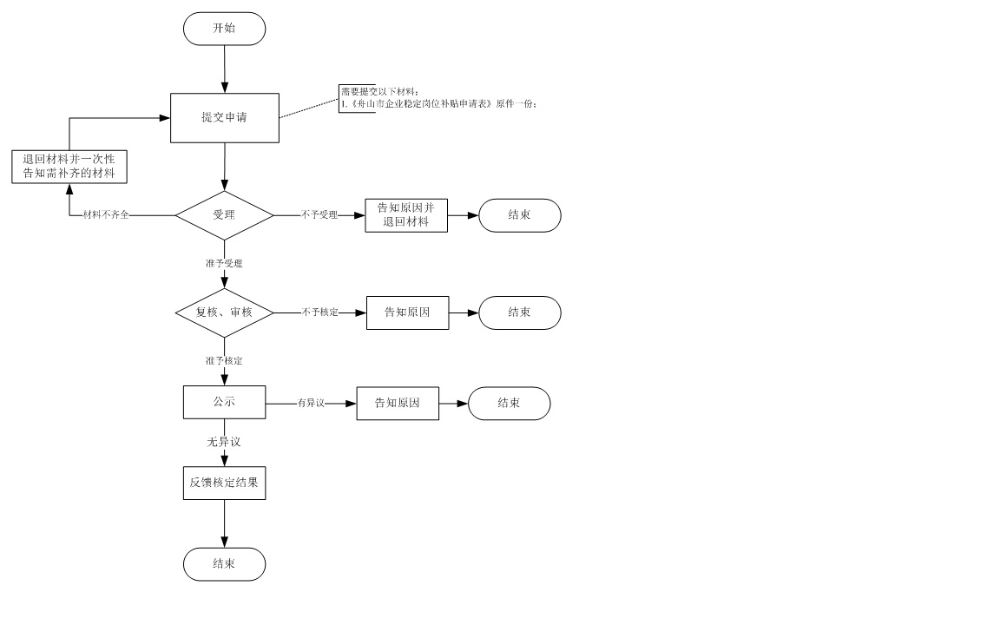 开始
需要提交以下材料；
1.《舟山市企业稳定岗位补贴申请表》原件一份；
提交申请
退回材料并一次性
告知需补齐的材料
材料不齐全
受理
不予受理
告知原因并
退回材料
结束
准予受理
复核、审核
不予核定
告知原因
结束
准予核定
公示
有异议
告知原因
结束
无异议
反馈核定结果
结束